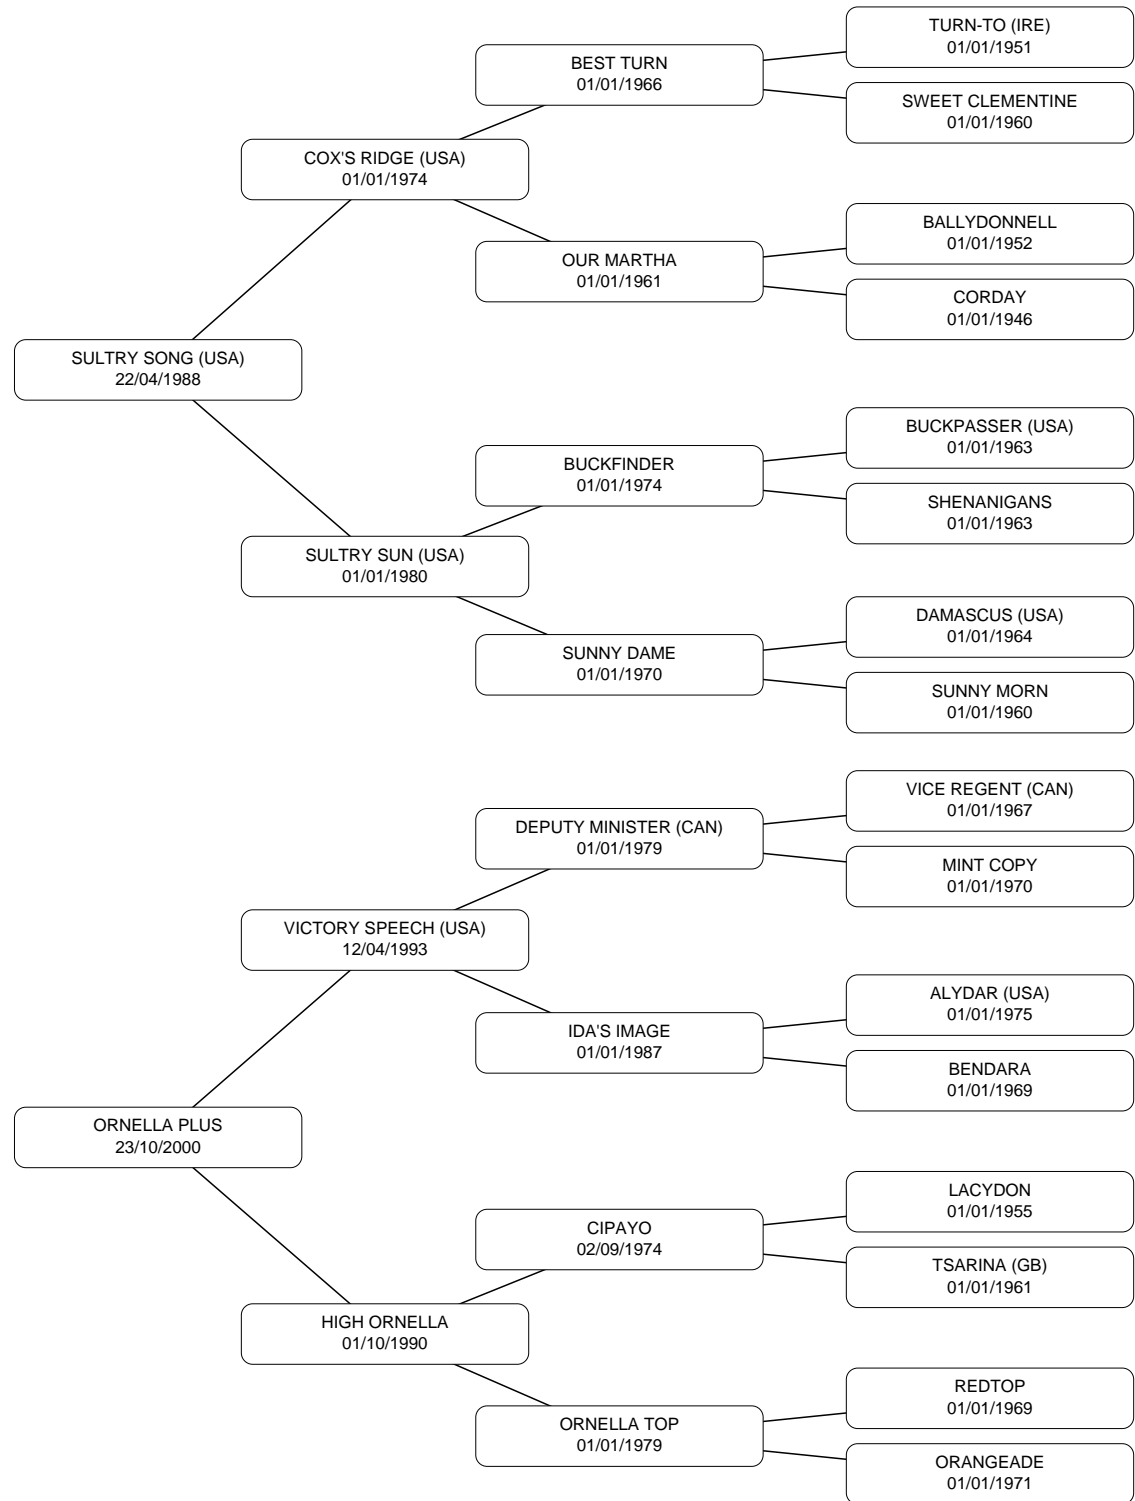 TURN-TO (IRE)
01/01/1951
BEST TURN
01/01/1966
SWEET CLEMENTINE
01/01/1960
COX'S RIDGE (USA)
01/01/1974
BALLYDONNELL
01/01/1952
OUR MARTHA
01/01/1961
CORDAY
01/01/1946
SULTRY SONG (USA)
22/04/1988
BUCKPASSER (USA)
01/01/1963
BUCKFINDER
01/01/1974
SHENANIGANS
01/01/1963
SULTRY SUN (USA)
01/01/1980
DAMASCUS (USA)
01/01/1964
SUNNY DAME
01/01/1970
SUNNY MORN
01/01/1960
VICE REGENT (CAN)
01/01/1967
DEPUTY MINISTER (CAN)
01/01/1979
MINT COPY
01/01/1970
VICTORY SPEECH (USA)
12/04/1993
ALYDAR (USA)
01/01/1975
IDA'S IMAGE
01/01/1987
BENDARA
01/01/1969
ORNELLA PLUS
23/10/2000
LACYDON
01/01/1955
CIPAYO
02/09/1974
TSARINA (GB)
01/01/1961
HIGH ORNELLA
01/10/1990
REDTOP
01/01/1969
ORNELLA TOP
01/01/1979
ORANGEADE
01/01/1971